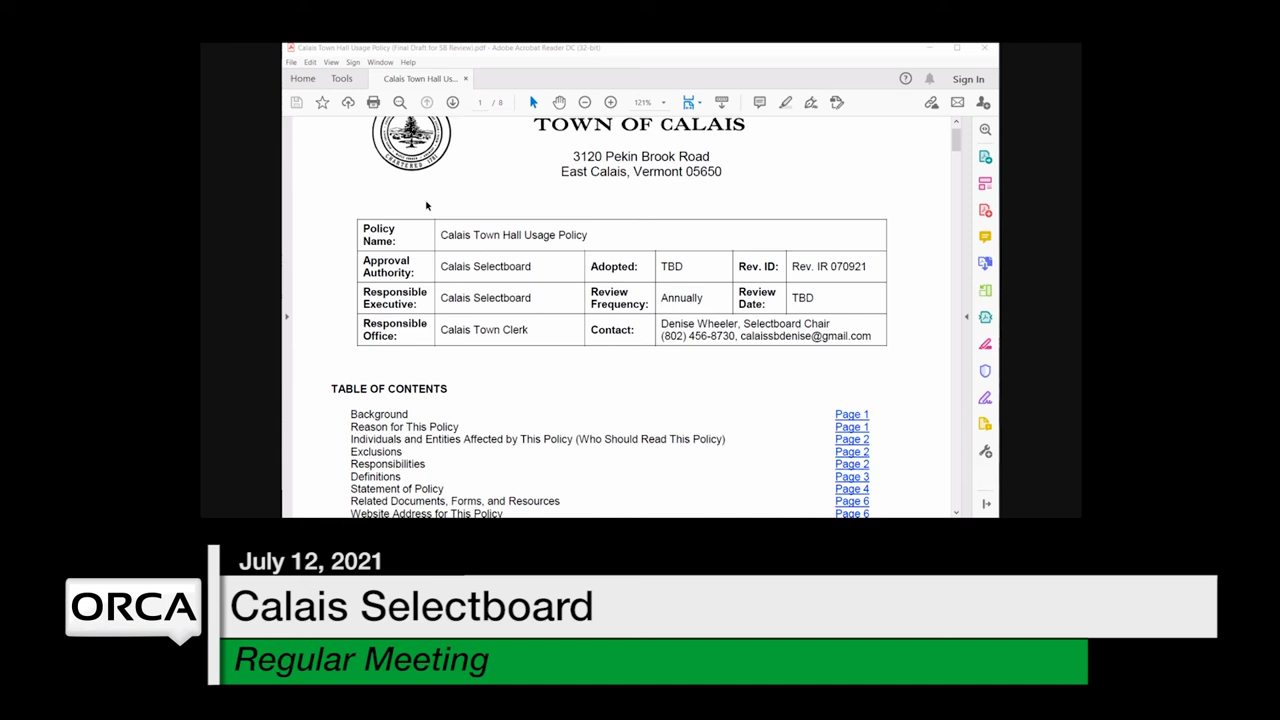 Calais Town Hall Usage Policy (Final Draft for SB Review).pdf - Adobe Acrobat Reader DC (32-bit)
File Edit View Sign Window Help
Home Tools Calais Town Hall Us... × Sign In
1 / 8 121%
TOWN OF CALAIS
CHARTERED 1781
3120 Pekin Brook Road
East Calais, Vermont 05650
Policy Name: Calais Town Hall Usage Policy
Approval Authority: Calais Selectboard Adopted: TBD Rev. ID: Rev. IR 070921
Responsible Executive: Calais Selectboard Review Frequency: Annually Review Date: TBD
Responsible Office: Calais Town Clerk Contact: Denise Wheeler, Selectboard Chair
(802) 456-8730, calaissbdenise@gmail.com
TABLE OF CONTENTS
Background Page 1
Reason for This Policy Page 1
Individuals and Entities Affected by This Policy (Who Should Read This Policy) Page 2
Exclusions Page 2
Responsibilities Page 2
Definitions Page 3
Statement of Policy Page 4
Related Documents, Forms, and Resources Page 6
Website Address for This Policy Page 6
July 12, 2021
ORCA
Calais Selectboard
Regular Meeting